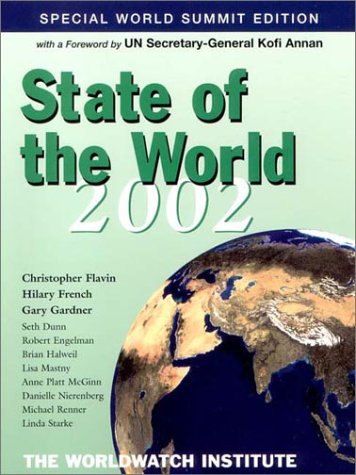 SPECIAL WORLD SUMMIT EDITION
with a Foreword by UN Secretary-General Kofi Annan
State of
the World
2002
Christopher Flavin
Hilary French
Gary Gardner
Seth Dunn
Robert Engelman
Brian Halweil
Lisa Mastny
Anne Platt McGinn
Danielle Nierenberg
Michael Renner
Linda Starke
THE WORLDWATCH INSTITUTE